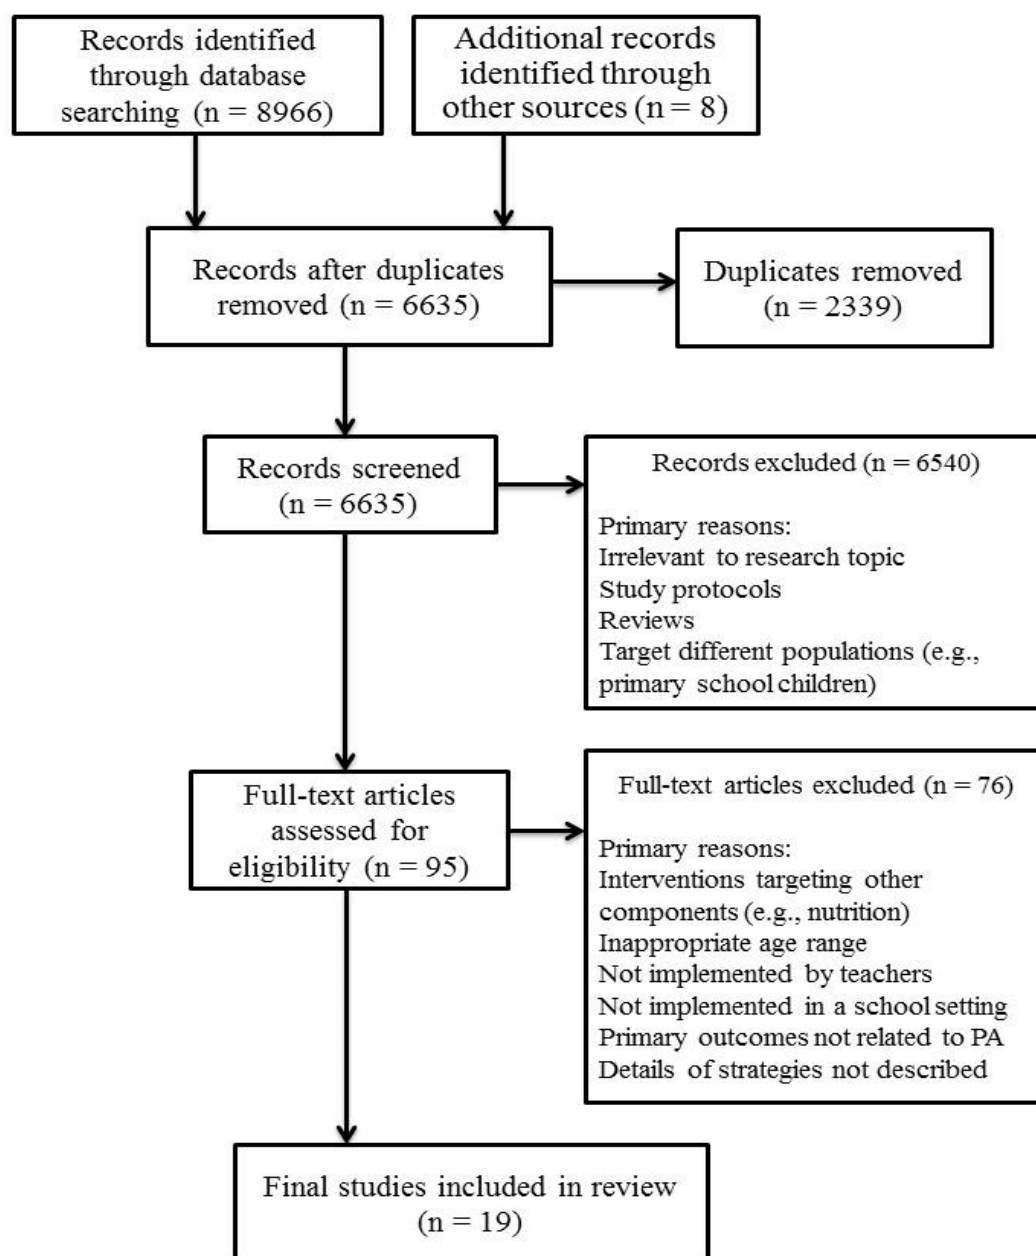 Records identified
through database
searching (n = 8966)
Additional records
identified through
other sources (n = 8)
Records after duplicates
removed (n = 6635)
Duplicates removed
(n = 2339)
Records screened
(n = 6635)
Records excluded (n = 6540)
Primary reasons:
Irrelevant to research topic
Study protocols
Reviews
Target different populations (e.g.,
primary school children)
Full-text articles
assessed for
eligibility (n = 95)
Full-text articles excluded (n = 76)
Primary reasons:
Interventions targeting other
components (e.g., nutrition)
Inappropriate age range
Not implemented by teachers
Not implemented in a school setting
Primary outcomes not related to PA
Details of strategies not described
Final studies included in review
(n = 19)